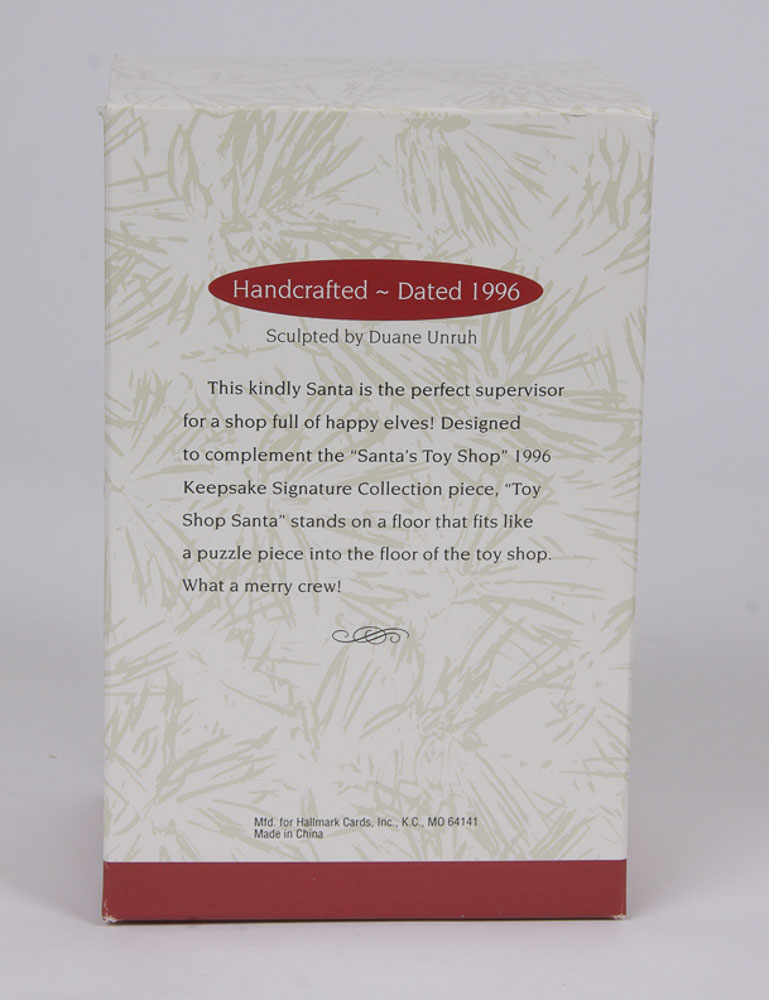 Handcrafted ~ Dated 1996
Sculpted by Duane Unruh
This kindly Santa is the perfect supervisor
for a shop full of happy elves! Designed
to complement the "Santa's Toy Shop" 1996
Keepsake Signature Collection piece, "Toy
Shop Santa" stands on a floor that fits like
a puzzle piece into the floor of the toy shop.
What a merry crew!
Mfd. for Hallmark Cards, Inc., K.C., MO 64141
Made in China